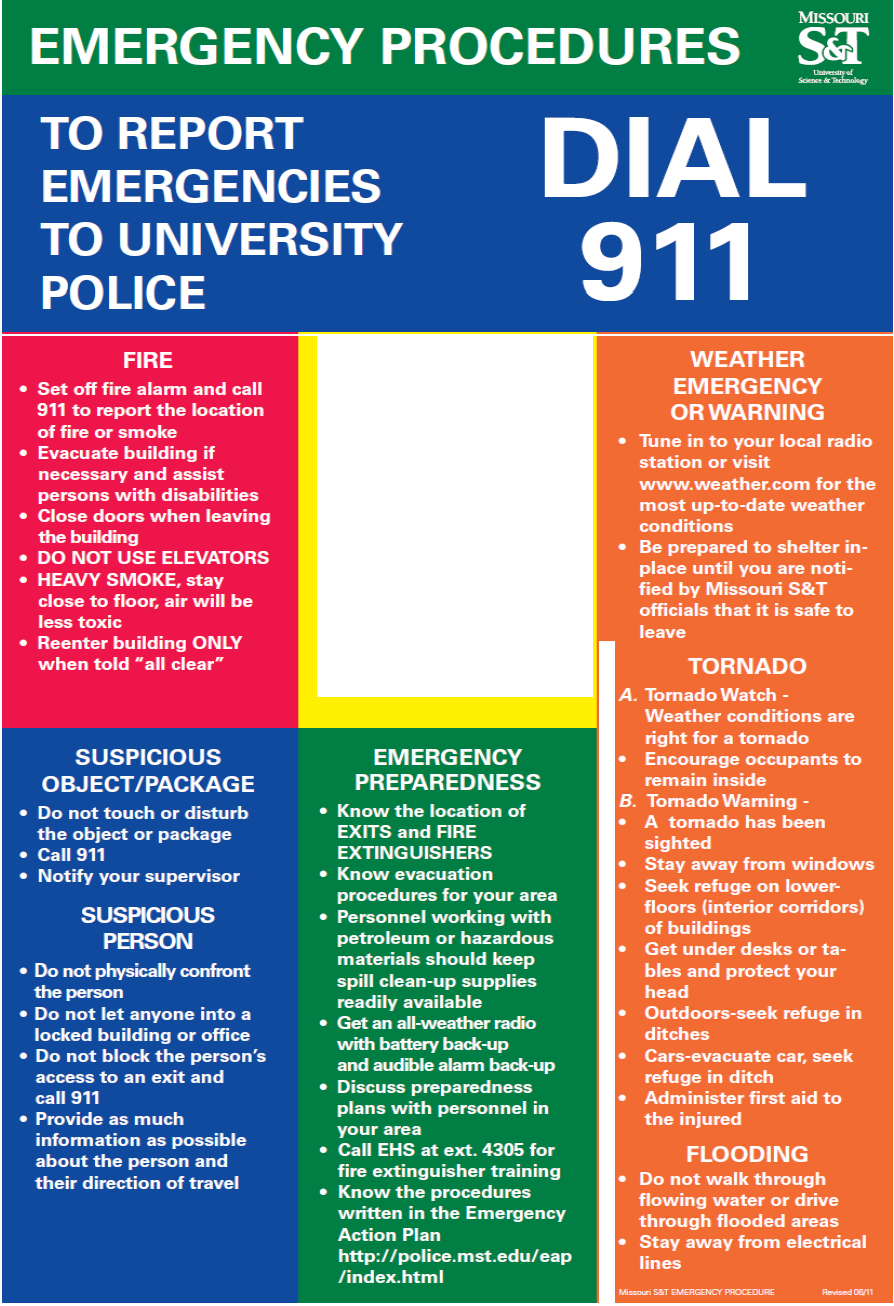 EMERGENCY PROCEDURES
MISSOURI
S&T
University of
Science & Technology
TO REPORT
EMERGENCIES
TO UNIVERSITY
POLICE
DIAL
911
FIRE
• Set off fire alarm and call
911 to report the location
of fire or smoke
• Evacuate building if
necessary and assist
persons with disabilities
• Close doors when leaving
the building
• DO NOT USE ELEVATORS
• HEAVY SMOKE, stay
close to floor, air will be
less toxic
• Reenter building ONLY
when told “all clear”
SUSPICIOUS
OBJECT/PACKAGE
• Do not touch or disturb
the object or package
• Call 911
• Notify your supervisor
SUSPICIOUS
PERSON
• Do not physically confront
the person
• Do not let anyone into a
locked building or office
• Do not block the person’s
access to an exit and
call 911
• Provide as much
information as possible
about the person and
their direction of travel
EMERGENCY
PREPAREDNESS
• Know the location of
EXITS and FIRE
EXTINGUISHERS
• Know evacuation
procedures for your area
• Personnel working with
petroleum or hazardous
materials should keep
spill clean-up supplies
readily available
• Get an all-weather radio
with battery back-up
and audible alarm back-up
• Discuss preparedness
plans with personnel in
your area
• Call EHS at ext. 4305 for
fire extinguisher training
• Know the procedures
written in the Emergency
Action Plan
http://police.mst.edu/eap
/index.html
WEATHER
EMERGENCY
OR WARNING
• Tune in to your local radio
station or visit
www.weather.com for the
most up-to-date weather
conditions
• Be prepared to shelter in-
place until you are noti-
fied by Missouri S&T
officials that it is safe to
leave
TORNADO
A. Tornado Watch -
Weather conditions are
right for a tornado
• Encourage occupants to
remain inside
B. Tornado Warning -
• A tornado has been
sighted
• Stay away from windows
• Seek refuge on lower-
floors (interior corridors)
of buildings
• Get under desks or ta-
bles and protect your
head
• Outdoors-seek refuge in
ditches
• Cars-evacuate car, seek
refuge in ditch
• Administer first aid to
the injured
FLOODING
• Do not walk through
flowing water or drive
through flooded areas
• Stay away from electrical
lines
Missouri S&T EMERGENCY PROCEDURE Revised 06/11